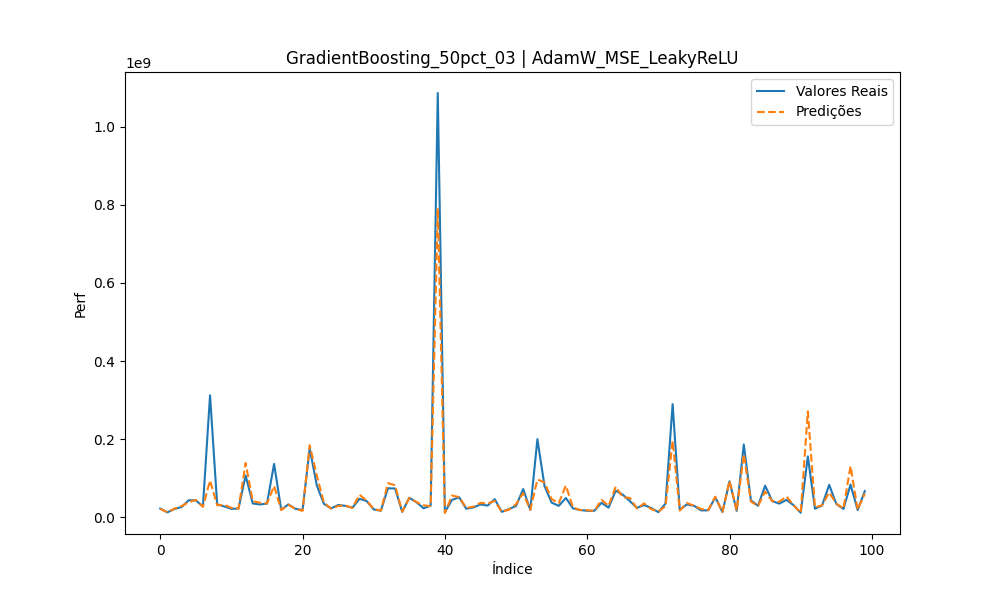 GradientBoosting_50pct_03 | AdamW_MSE_LeakyReLU
1e9
Valores Reais
Predições
1.0
0.8
0.6
0.4
0.2
0.0
Perf
0
20
40
60
80
100
Índice